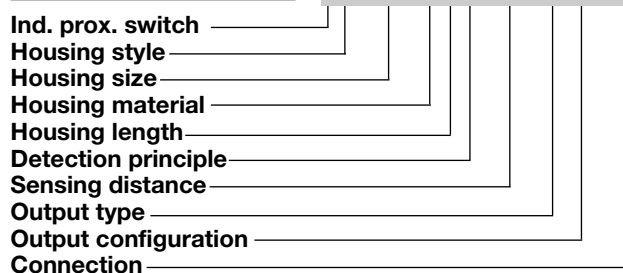 Ind. prox. switch
Housing style
Housing size
Housing material
Housing length
Detection principle
Sensing distance
Output type
Output configuration
Connection